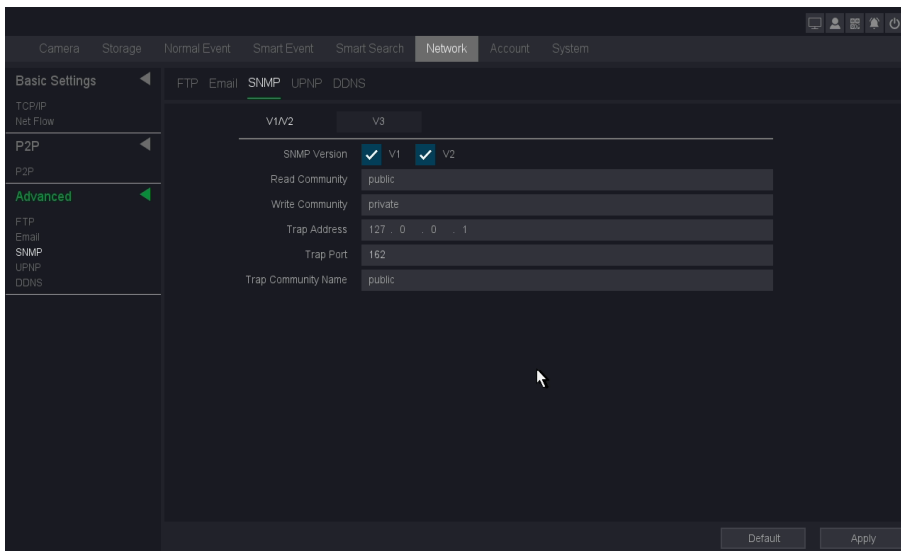 Camera Storage Normal Event Smart Event Smart Search Network Account System
Basic Settings
TCP/IP
Net Flow
P2P
P2P
Advanced
FTP
Email
SNMP
UPNP
DDNS
FTP Email SNMP UPNP DDNS
V1/V2 V3
SNMP Version V1 V2
Read Community public
Write Community private
Trap Address 127 . 0 . 0 . 1
Trap Port 162
Trap Community Name public
Default Apply